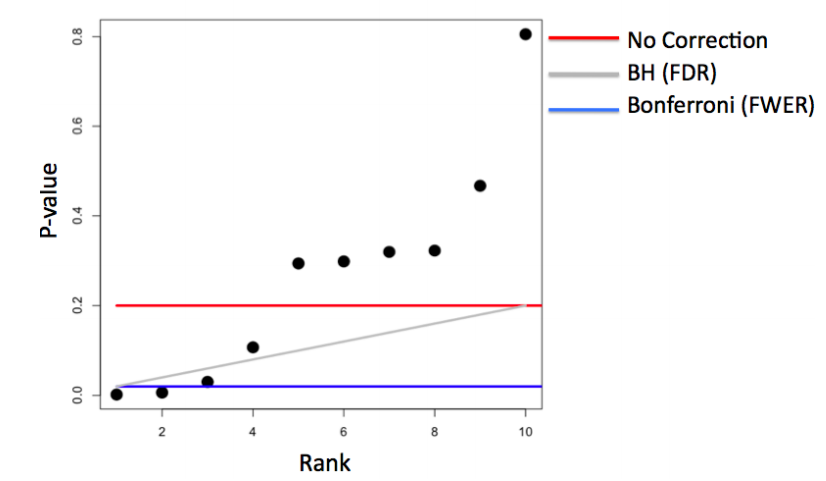 No Correction
BH (FDR)
Bonferroni (FWER)
P-value
0.8
0.6
0.4
0.2
0.0
2 4 6 8 10
Rank